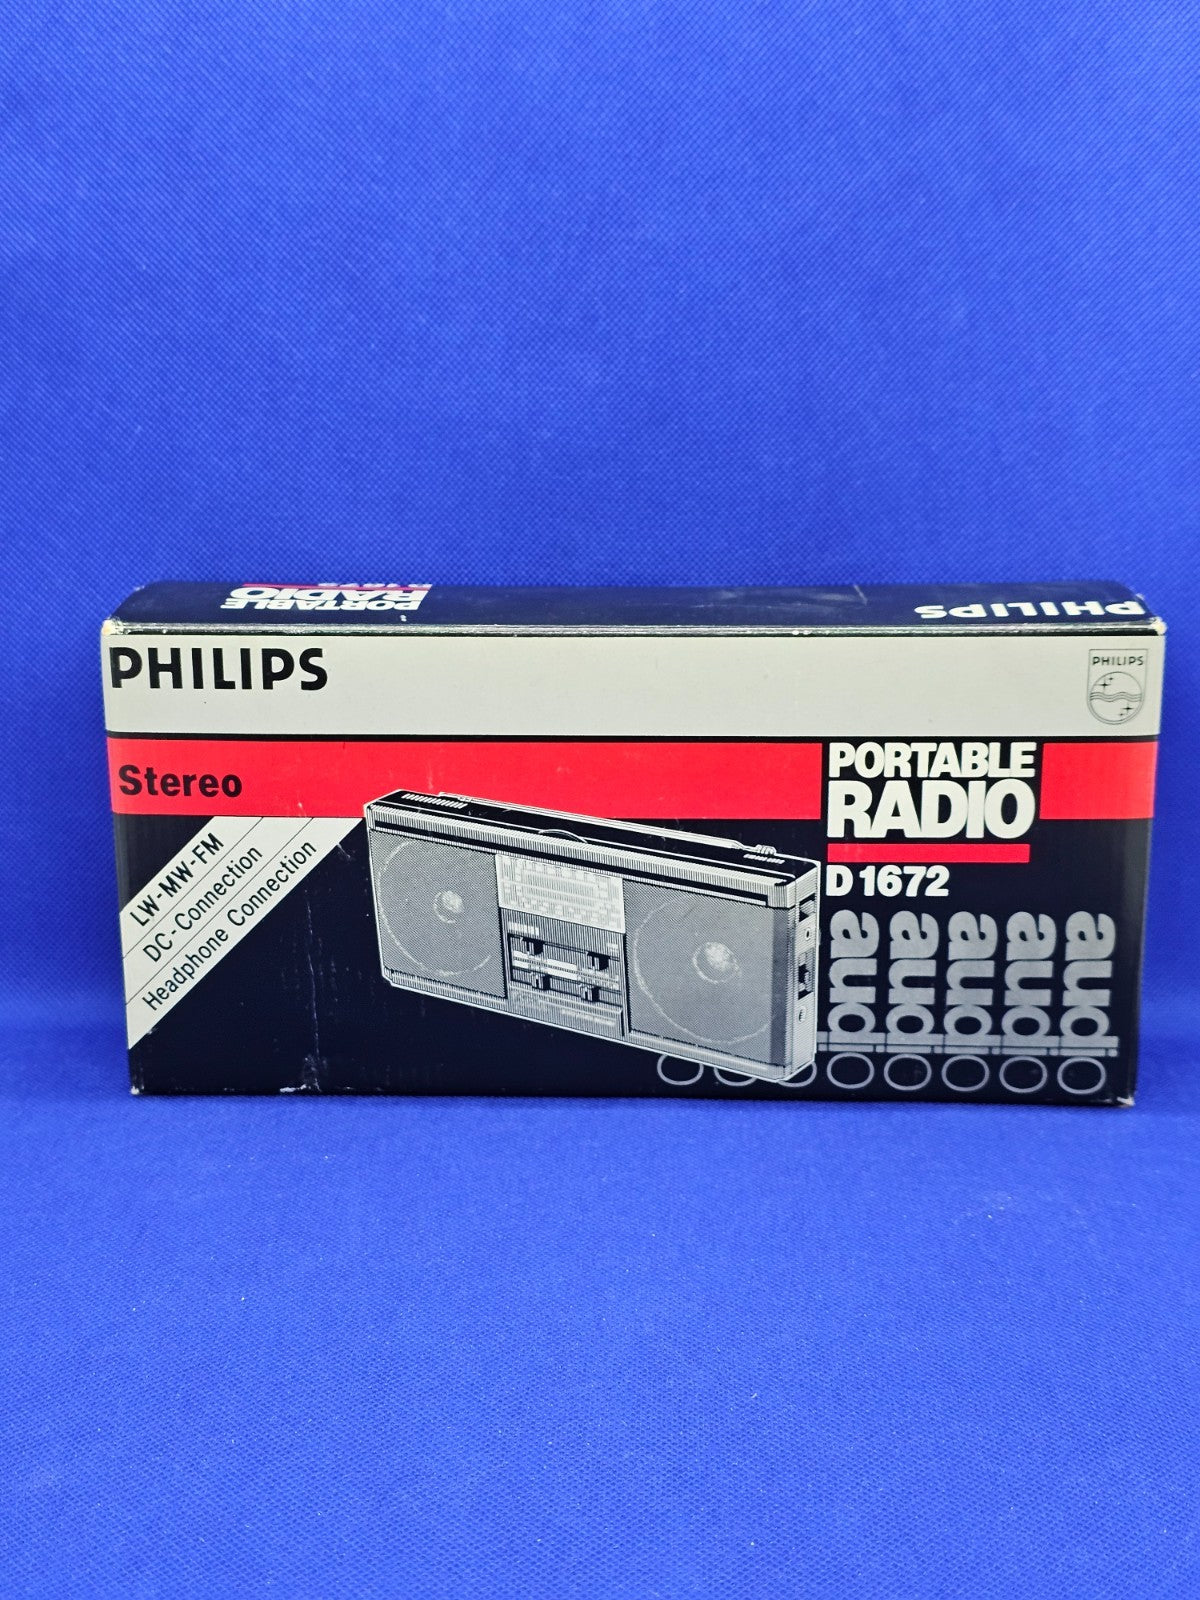 PORTABLE
RADIO
D 1672
PHILIPS
PHILIPS
PHILIPS
Stereo
PORTABLE
RADIO
D 1672
LW-MW-FM
DC-Connection
Headphone Connection
audio
audio
audio
audio
audio